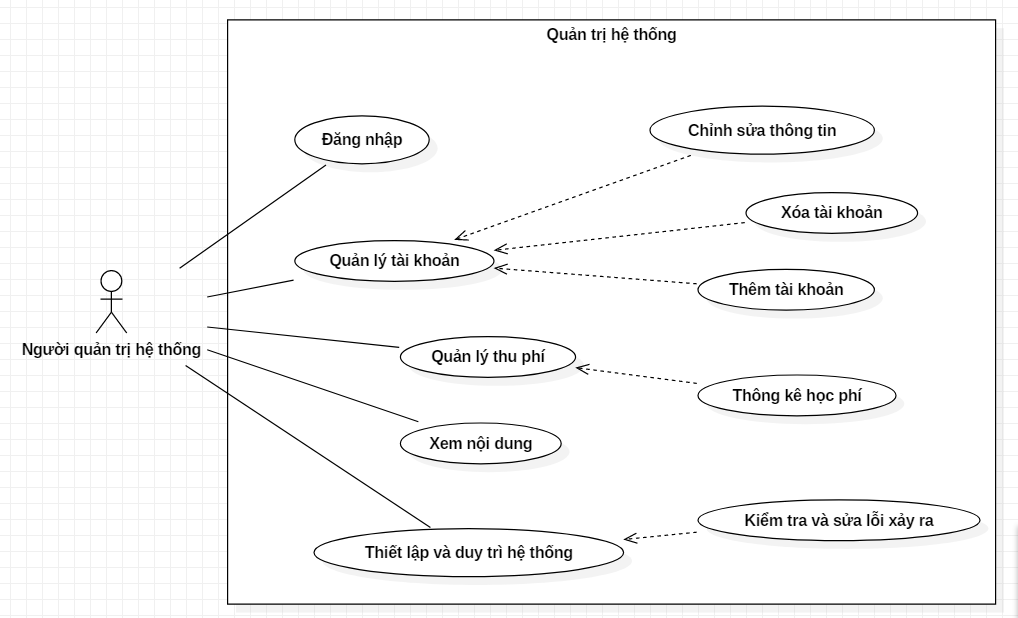 Quản trị hệ thống
Đăng nhập
Chỉnh sửa thông tin
Xóa tài khoản
Quản lý tài khoản
Thêm tài khoản
Người quản trị hệ thống
Quản lý thu phí
Thông kê học phí
Xem nội dung
Kiểm tra và sửa lỗi xảy ra
Thiết lập và duy trì hệ thống